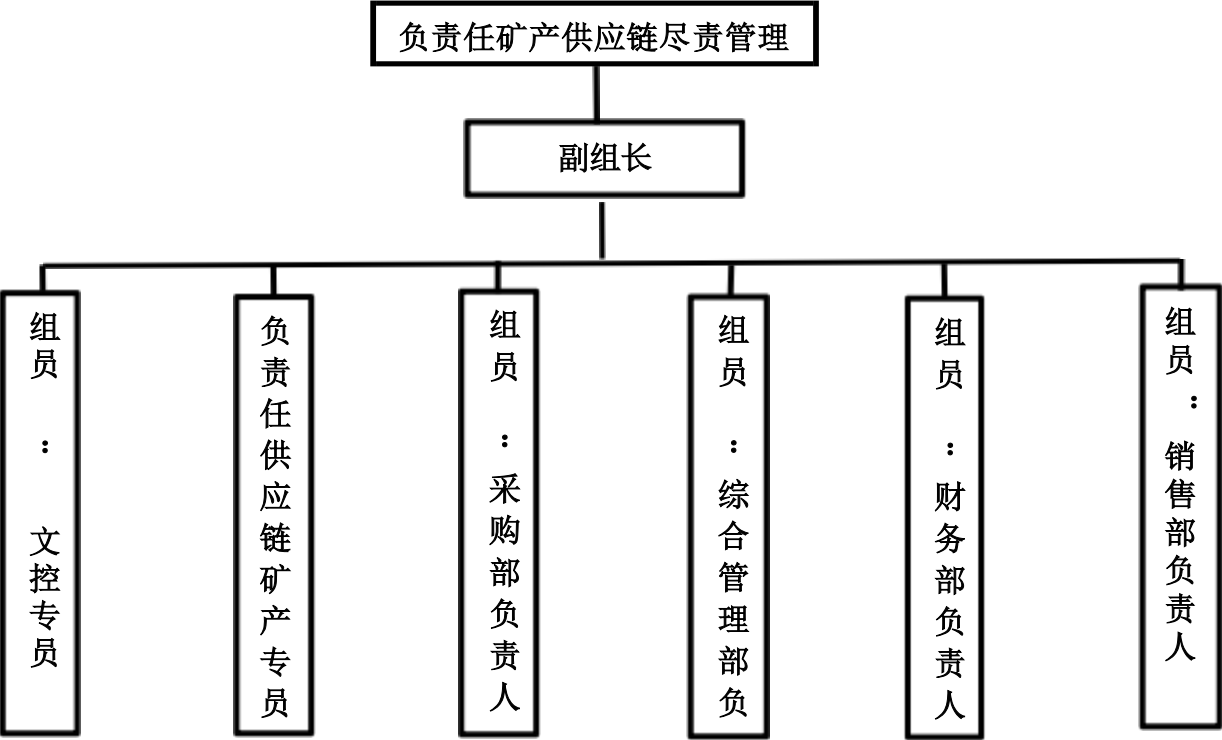 负责任矿产供应链尽责管理
副组长
组员：文控专员
负责任供应链矿产专员
组员：采购部负责人
组员：综合管理部负
组员：财务部负责人
组员：销售部负责人